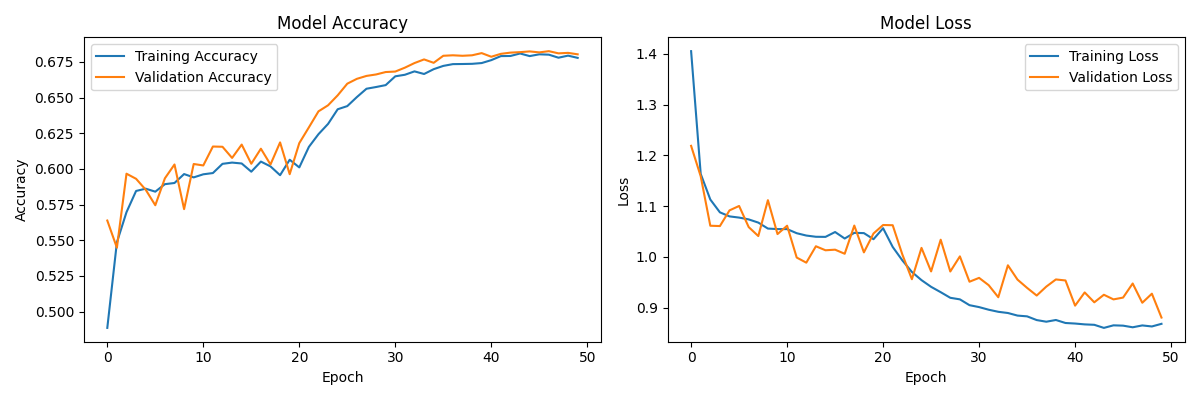 Model Accuracy
Training Accuracy
Validation Accuracy
0.675
0.650
0.625
0.600
0.575
0.550
0.525
0.500
Accuracy
0 10 20 30 40 50
Epoch
Model Loss
Training Loss
Validation Loss
1.4
1.3
1.2
1.1
1.0
0.9
Loss
0 10 20 30 40 50
Epoch